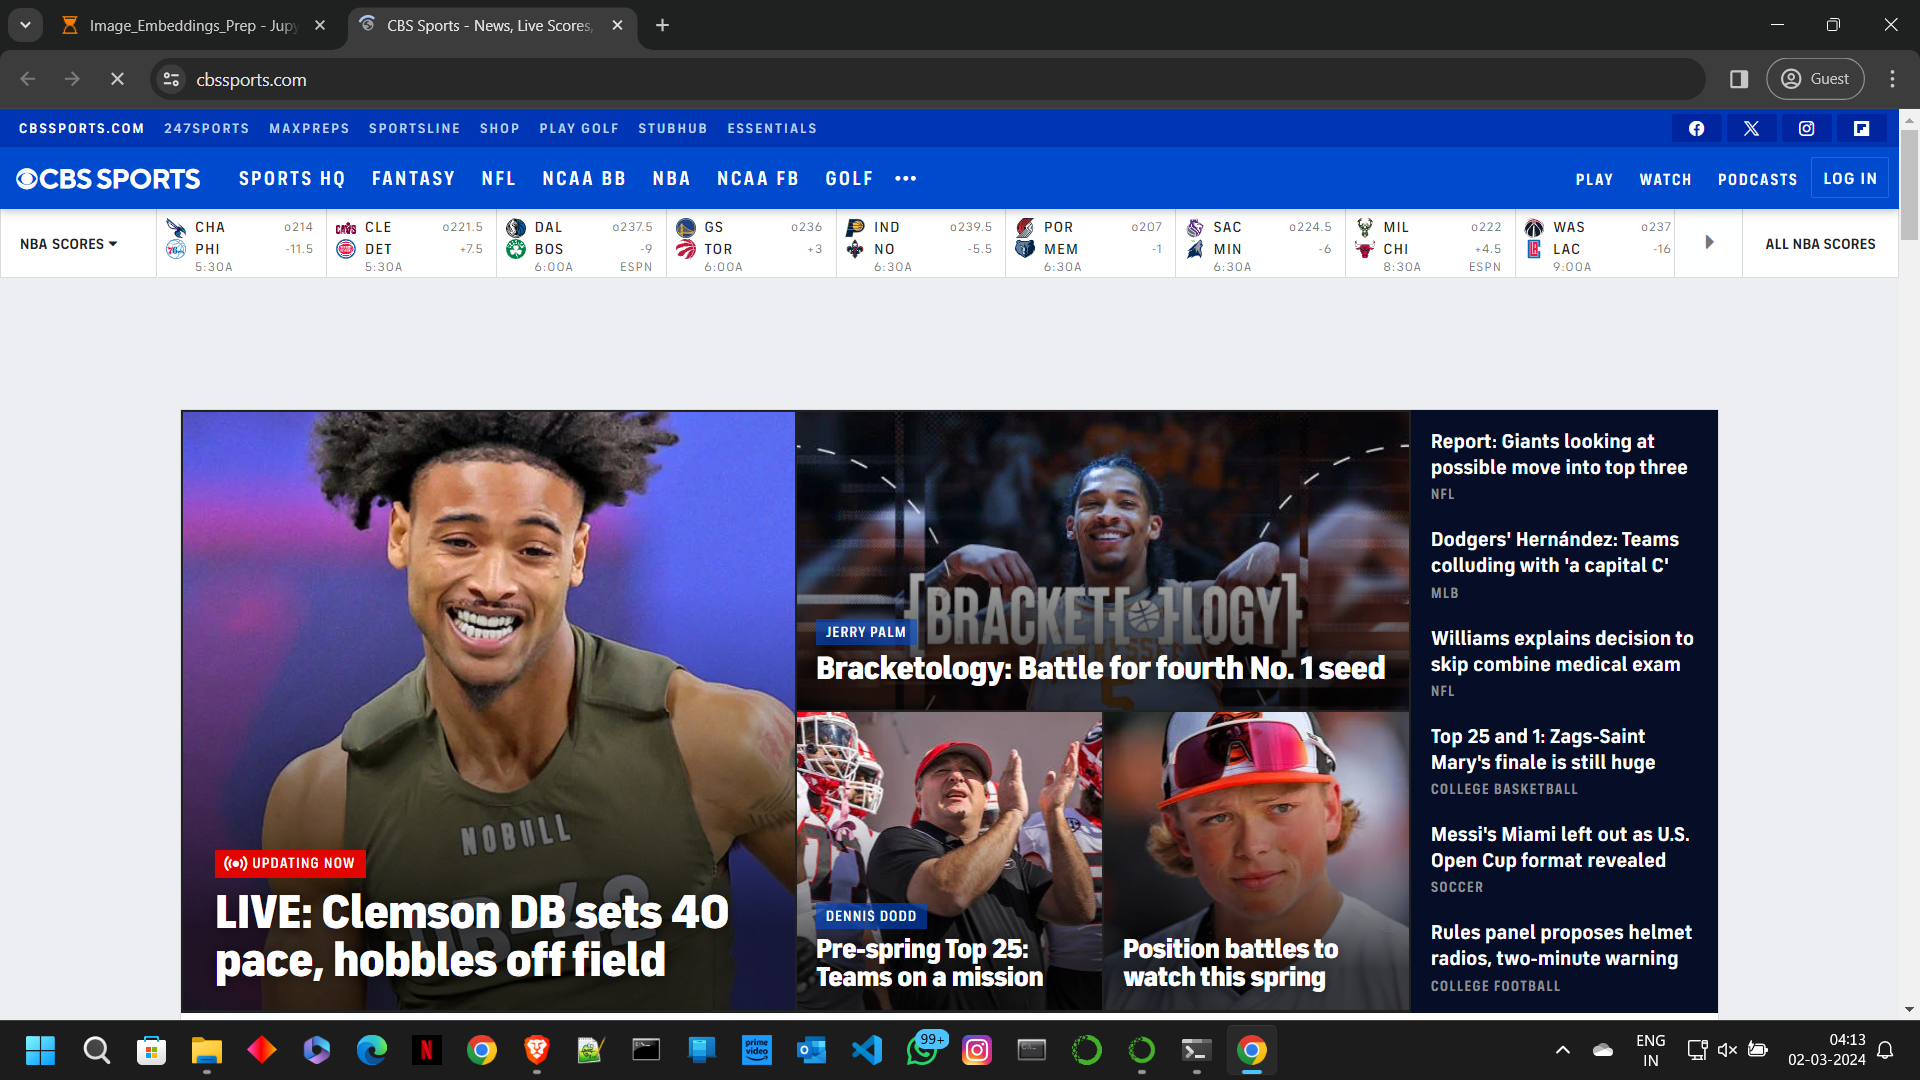 Image_Embeddings_Prep - Jupy
CBS Sports - News, Live Scores,
cbssports.com
Guest
CBSSPORTS.COM 247SPORTS MAXPREPS SPORTSLINE SHOP PLAY GOLF STUBHUB ESSENTIALS
CBS SPORTS SPORTS HQ FANTASY NFL NCAA BB NBA NCAA FB GOLF ••• PLAY WATCH PODCASTS LOG IN
NBA SCORES
CHA o214
PHI -11.5
5:30A
CLE o221.5
DET +7.5
5:30A
DAL o237.5
BOS -9
6:00A ESPN
GS o236
TOR +3
6:00A
IND o239.5
NO -5.5
6:30A
POR o207
MEM -1
6:30A
SAC o224.5
MIN -6
6:30A
MIL o222
CHI +4.5
8:30A ESPN
WAS o237
LAC -16
9:00A
ALL NBA SCORES
NOBULL
UPDATING NOW
LIVE: Clemson DB sets 40
pace, hobbles off field
[BRACKET[]LOGY]
JERRY PALM
Bracketology: Battle for fourth No. 1 seed
DENNIS DODD
Pre-spring Top 25:
Teams on a mission
Position battles to
watch this spring
Report: Giants looking at
possible move into top three
NFL
Dodgers' Hernández: Teams
colluding with 'a capital C'
MLB
Williams explains decision to
skip combine medical exam
NFL
Top 25 and 1: Zags-Saint
Mary's finale is still huge
COLLEGE BASKETBALL
Messi's Miami left out as U.S.
Open Cup format revealed
SOCCER
Rules panel proposes helmet
radios, two-minute warning
COLLEGE FOOTBALL
prime
video
99+
ENG
IN
04:13
02-03-2024